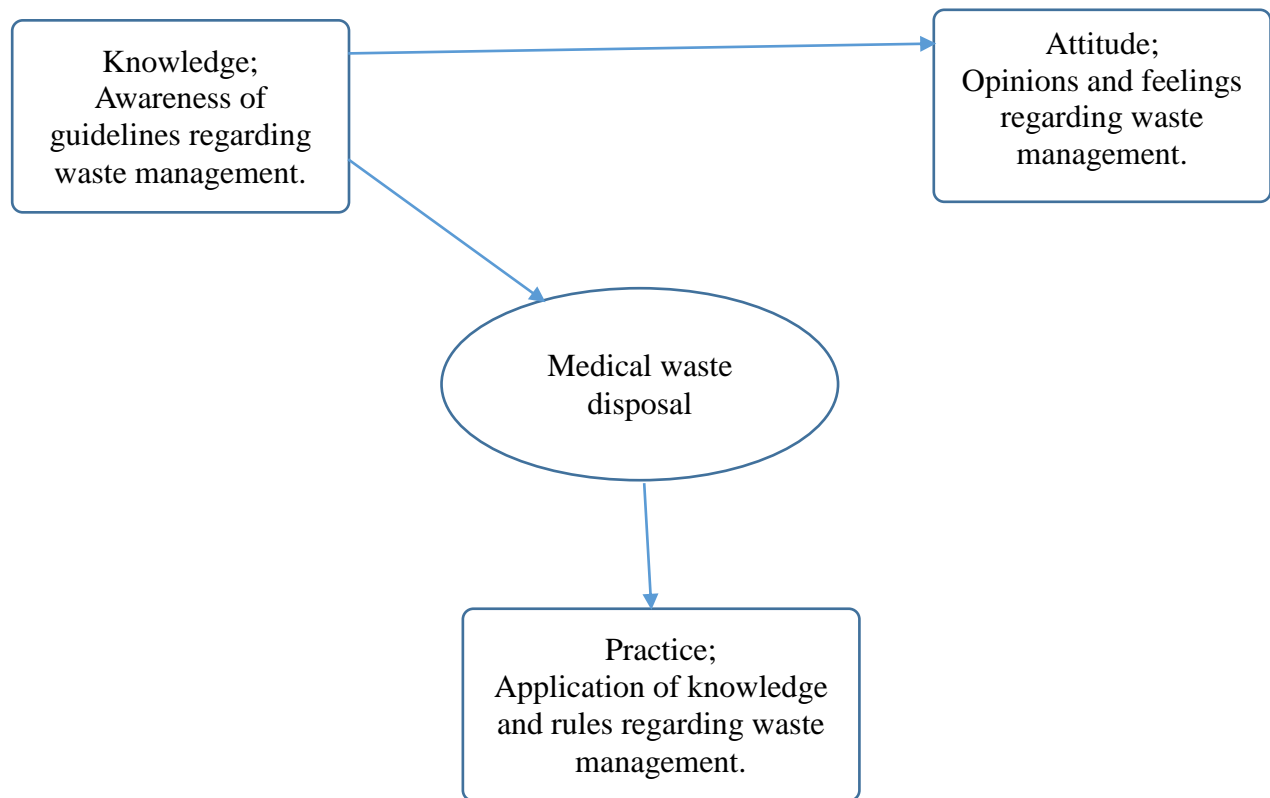 Knowledge;
Awareness of
guidelines regarding
waste management.
Attitude;
Opinions and feelings
regarding waste
management.
Medical waste
disposal
Practice;
Application of knowledge
and rules regarding waste
management.